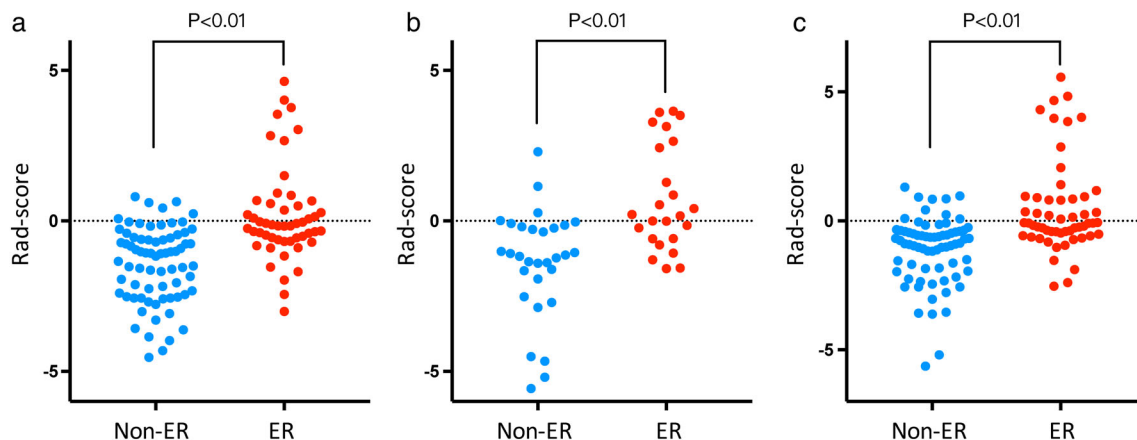 a
P<0.01
Rad-score
5
0
-5
Non-ER
ER
b
P<0.01
Rad-score
5
0
-5
Non-ER
ER
c
P<0.01
Rad-score
5
0
-5
Non-ER
ER